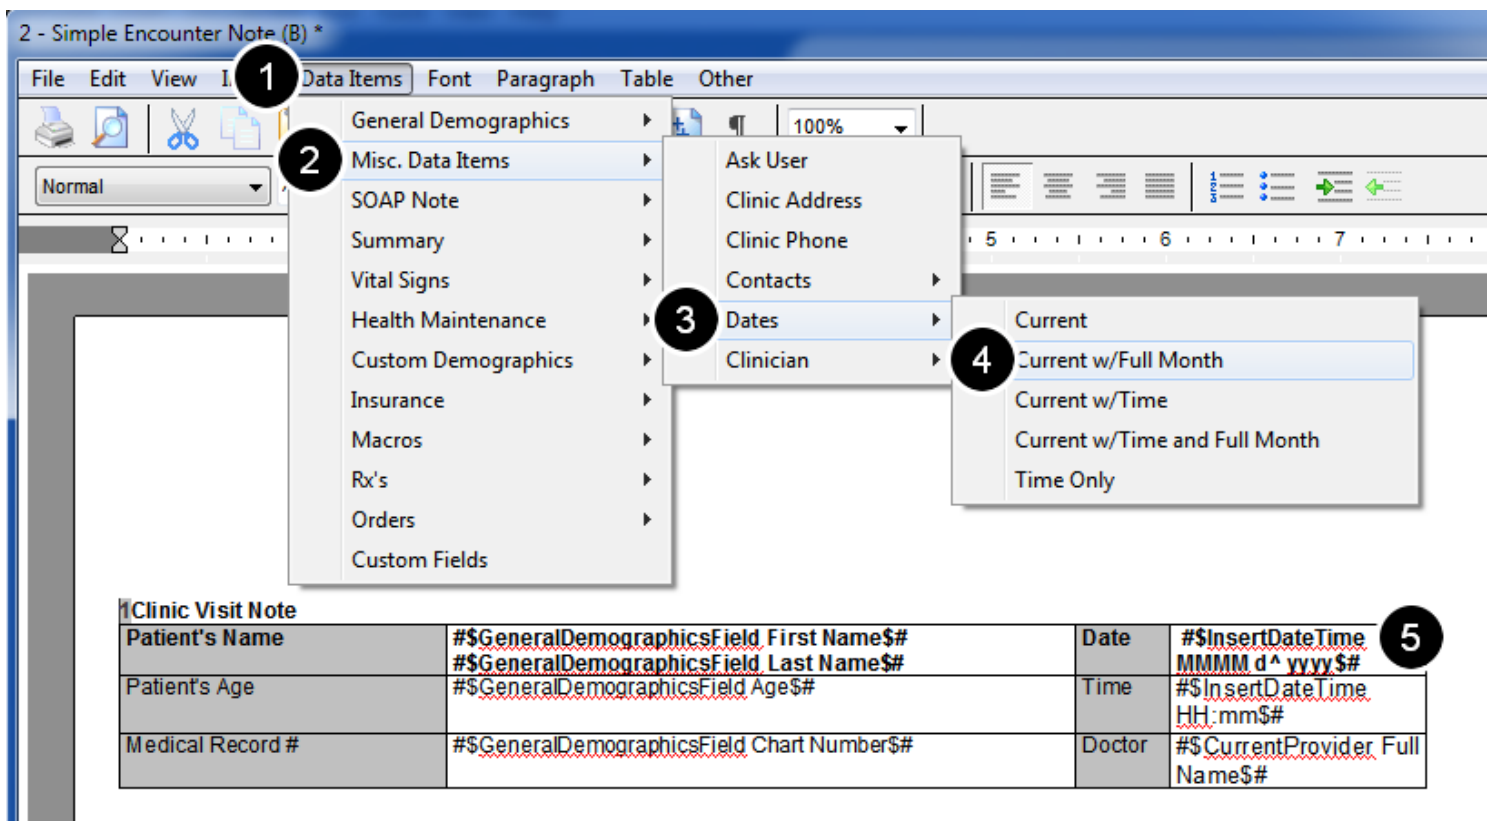 2 - Simple Encounter Note (B) *
File Edit View 1 Data Items Font Paragraph Table Other
100%
Normal
5 6 7
General Demographics
2 Misc. Data Items
SOAP Note
Summary
Vital Signs
Health Maintenance
Custom Demographics
Insurance
Macros
Rx's
Orders
Custom Fields
Ask User
Clinic Address
Clinic Phone
Contacts
3 Dates
Clinician
Current
4 Current w/Full Month
Current w/Time
Current w/Time and Full Month
Time Only
1Clinic Visit Note
Patient's Name #$GeneralDemographicsField First Name$# Date #$InsertDateTime 5
#$GeneralDemographicsField Last Name$# MMMM d^ yyyy$#
Patient's Age #$GeneralDemographicsField Age$# Time #$InsertDateTime
HH:mm$#
Medical Record # #$GeneralDemographicsField Chart Number$# Doctor #$CurrentProvider Full
Name$#